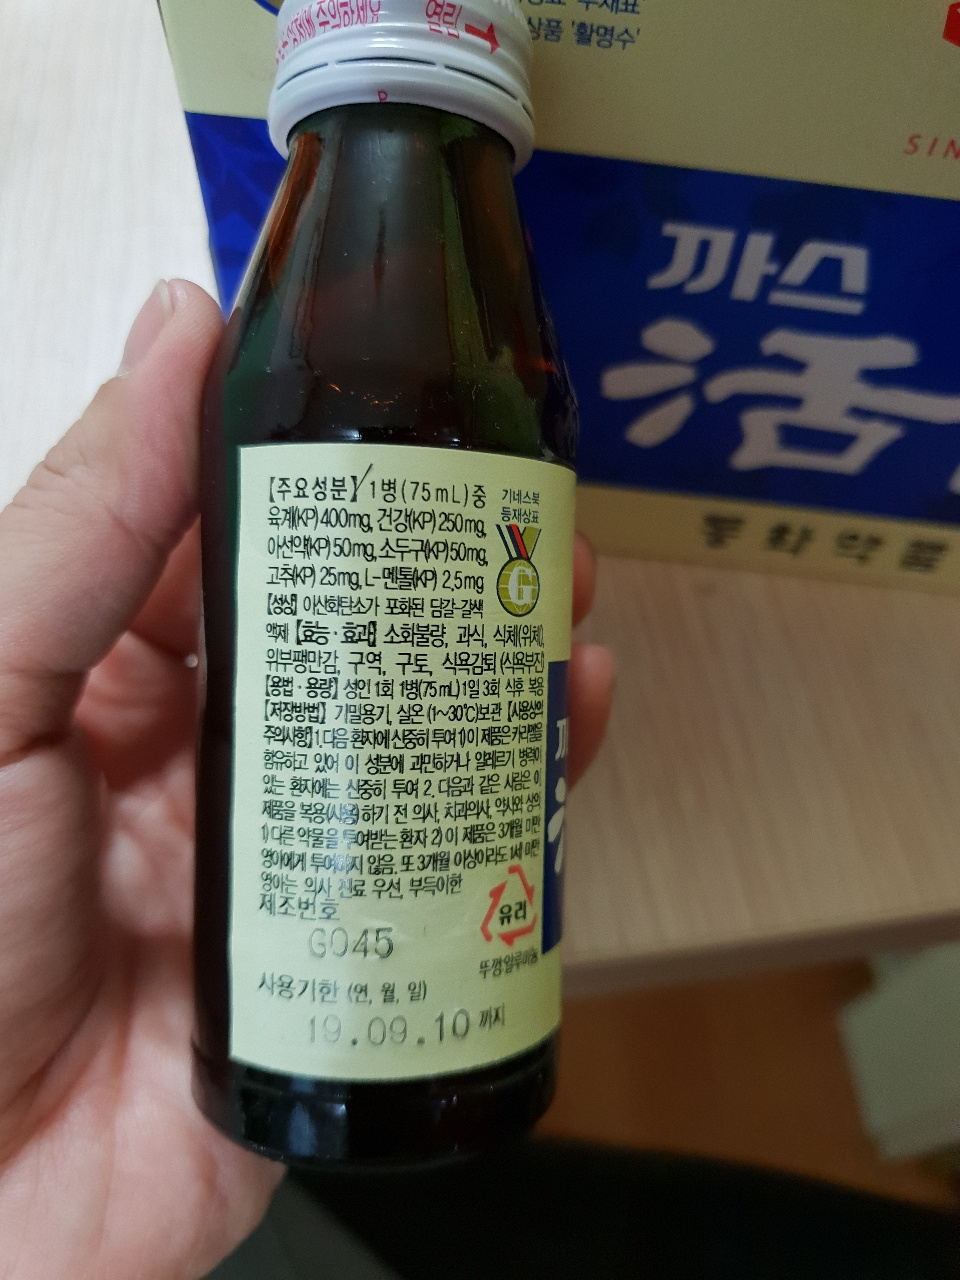 주의하세요
열림
상품 '활명수'
SIN
까스
活
동화약품
【주요성분】 1병(75mL)중
육계(KP)400mg, 건강(KP)250mg,
아선약(KP)50mg, 소두구(KP)50mg,
고추(KP) 25mg, L-멘톨(KP) 2.5mg
기네스북
등재상표
G
【성상】 이산화탄소가 포화된 담갈~갈색
액제 【효능·효과】 소화불량, 과식, 식체(위체),
위부팽만감, 구역, 구토, 식욕감퇴(식욕부진)
【용법·용량】 성인 1회 1병(75mL) 1일 3회 식후 복용
【저장방법】 기밀용기, 실온(1~30℃)보관 【사용상의
주의사항】 1.다음 환자에 신중히 투여 1)이 제품은 카라멜을
함유하고 있어 이 성분에 과민하거나 알레르기 병력이
있는 환자에는 신중히 투여 2. 다음과 같은 사람은 이
제품을 복용(사용)하기 전 의사, 치과의사, 약사와 상의
1)다른 약물을 투여받는 환자 2)이 제품은 3개월 미만
영아에게 투여하지 않음. 또 3개월 이상이라도 1세 미만
영아는 의사 진료 우선, 부득이한
제조번호
G045
유리
뚜껑:알루미늄
사용기한 (연, 월, 일)
19.09.10 까지